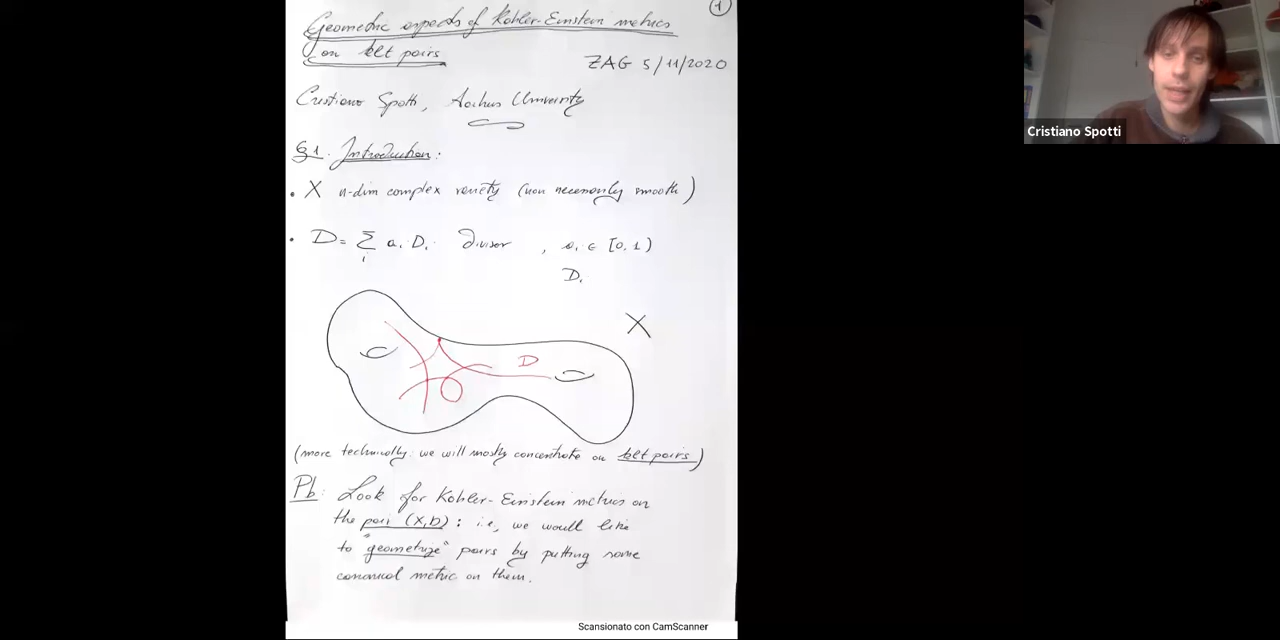 ①
Geometric aspects of Kähler-Einstein metrics
on klt pairs
ZAG 5/11/2020
Cristiano Spotti, Aarhus University
§1. Introduction:
• X n-dim complex variety (non necessarily smooth)
• D = ∑ aᵢ Dᵢ divisor, aᵢ ∈ [0,1)
i
Dᵢ
X
D
(more technically: we will mostly concentrate on klt pairs)
Pb: Look for Kähler-Einstein metrics on
the pair (X,D): i.e., we would like
to "geometrize" pairs by putting some
canonical metric on them.
Scansionato con CamScanner
Cristiano Spotti